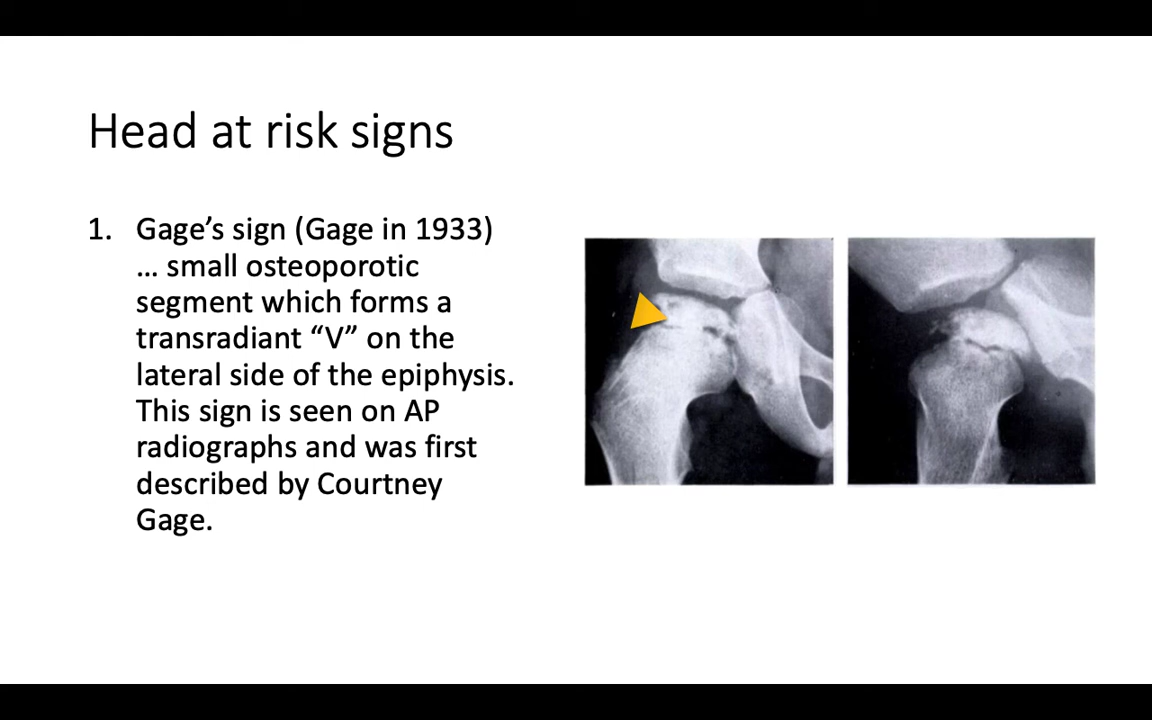 Head at risk signs
1. Gage’s sign (Gage in 1933)
… small osteoporotic
segment which forms a
transradiant “V” on the
lateral side of the epiphysis.
This sign is seen on AP
radiographs and was first
described by Courtney
Gage.